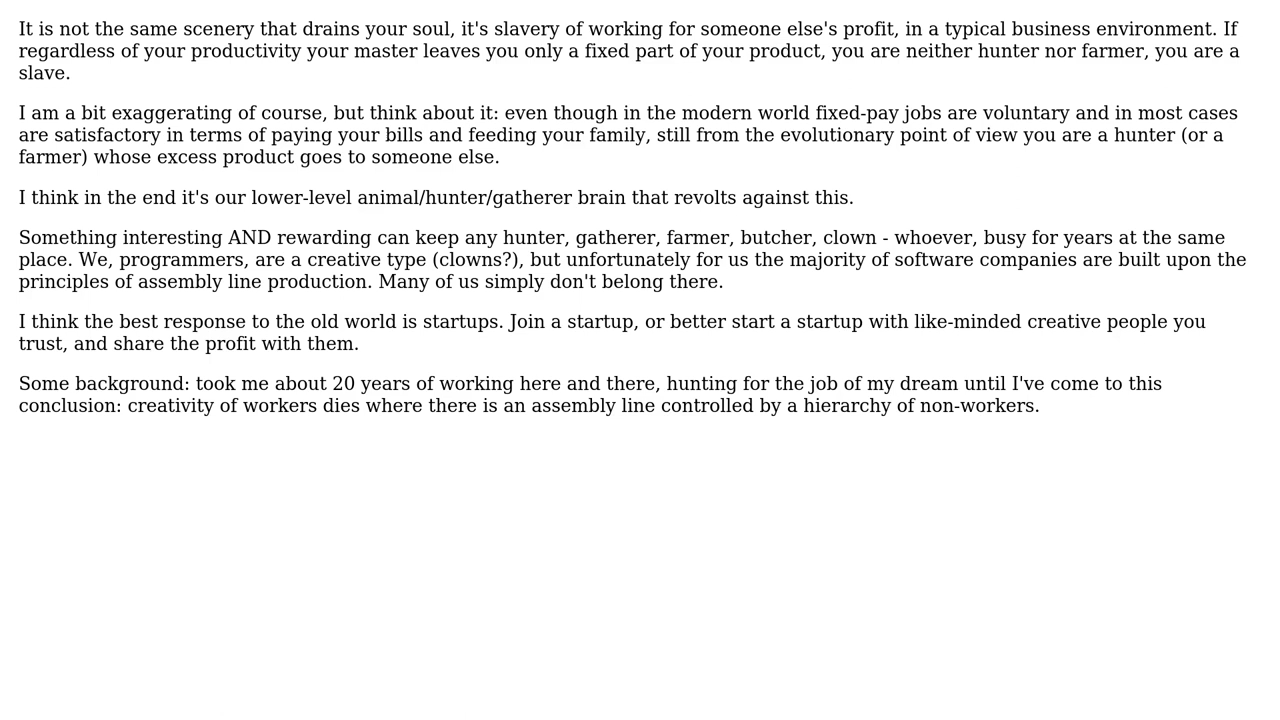 It is not the same scenery that drains your soul, it's slavery of working for someone else's profit, in a typical business environment. If
regardless of your productivity your master leaves you only a fixed part of your product, you are neither hunter nor farmer, you are a
slave.
I am a bit exaggerating of course, but think about it: even though in the modern world fixed-pay jobs are voluntary and in most cases
are satisfactory in terms of paying your bills and feeding your family, still from the evolutionary point of view you are a hunter (or a
farmer) whose excess product goes to someone else.
I think in the end it's our lower-level animal/hunter/gatherer brain that revolts against this.
Something interesting AND rewarding can keep any hunter, gatherer, farmer, butcher, clown - whoever, busy for years at the same
place. We, programmers, are a creative type (clowns?), but unfortunately for us the majority of software companies are built upon the
principles of assembly line production. Many of us simply don't belong there.
I think the best response to the old world is startups. Join a startup, or better start a startup with like-minded creative people you
trust, and share the profit with them.
Some background: took me about 20 years of working here and there, hunting for the job of my dream until I've come to this
conclusion: creativity of workers dies where there is an assembly line controlled by a hierarchy of non-workers.